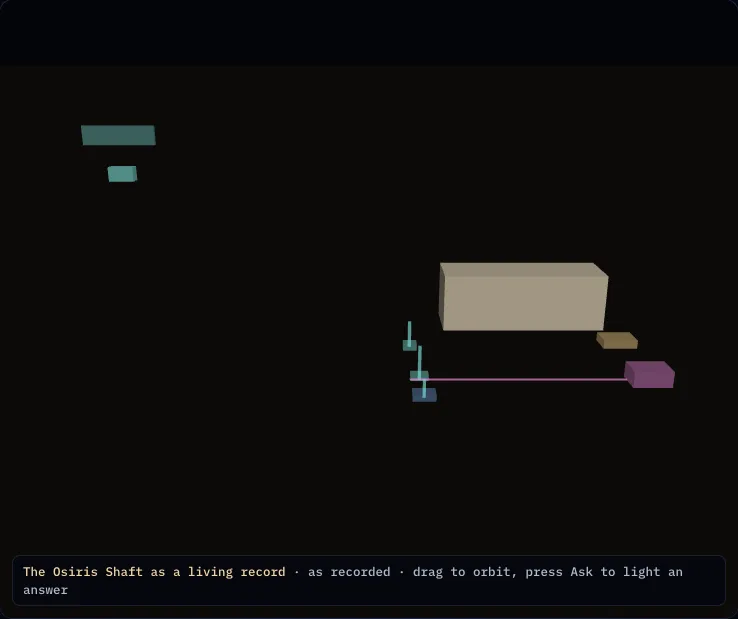 The Osiris Shaft as a living record · as recorded · drag to orbit, press Ask to light an
answer